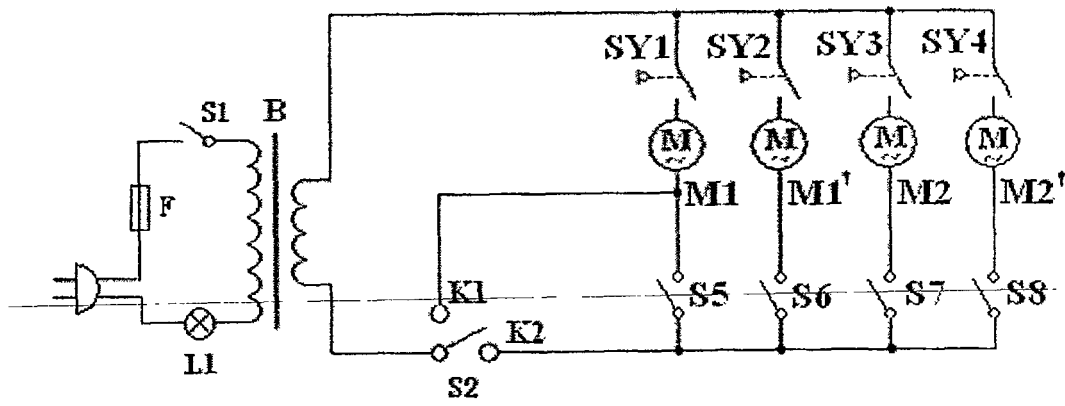 SY1 SY2 SY3 SY4
S1 B
M M M M
F
M1 M1' M2 M2'
K1 S5 S6 S7 S8
K2
L1
S2